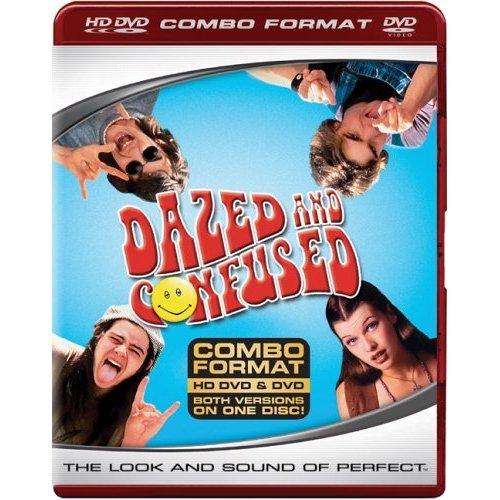 HD DVD COMBO FORMAT DVD
VIDEO
DAZED AND
CONFUSED
COMBO
FORMAT
HD DVD & DVD
BOTH VERSIONS
ON ONE DISC!
THE LOOK AND SOUND OF PERFECT.